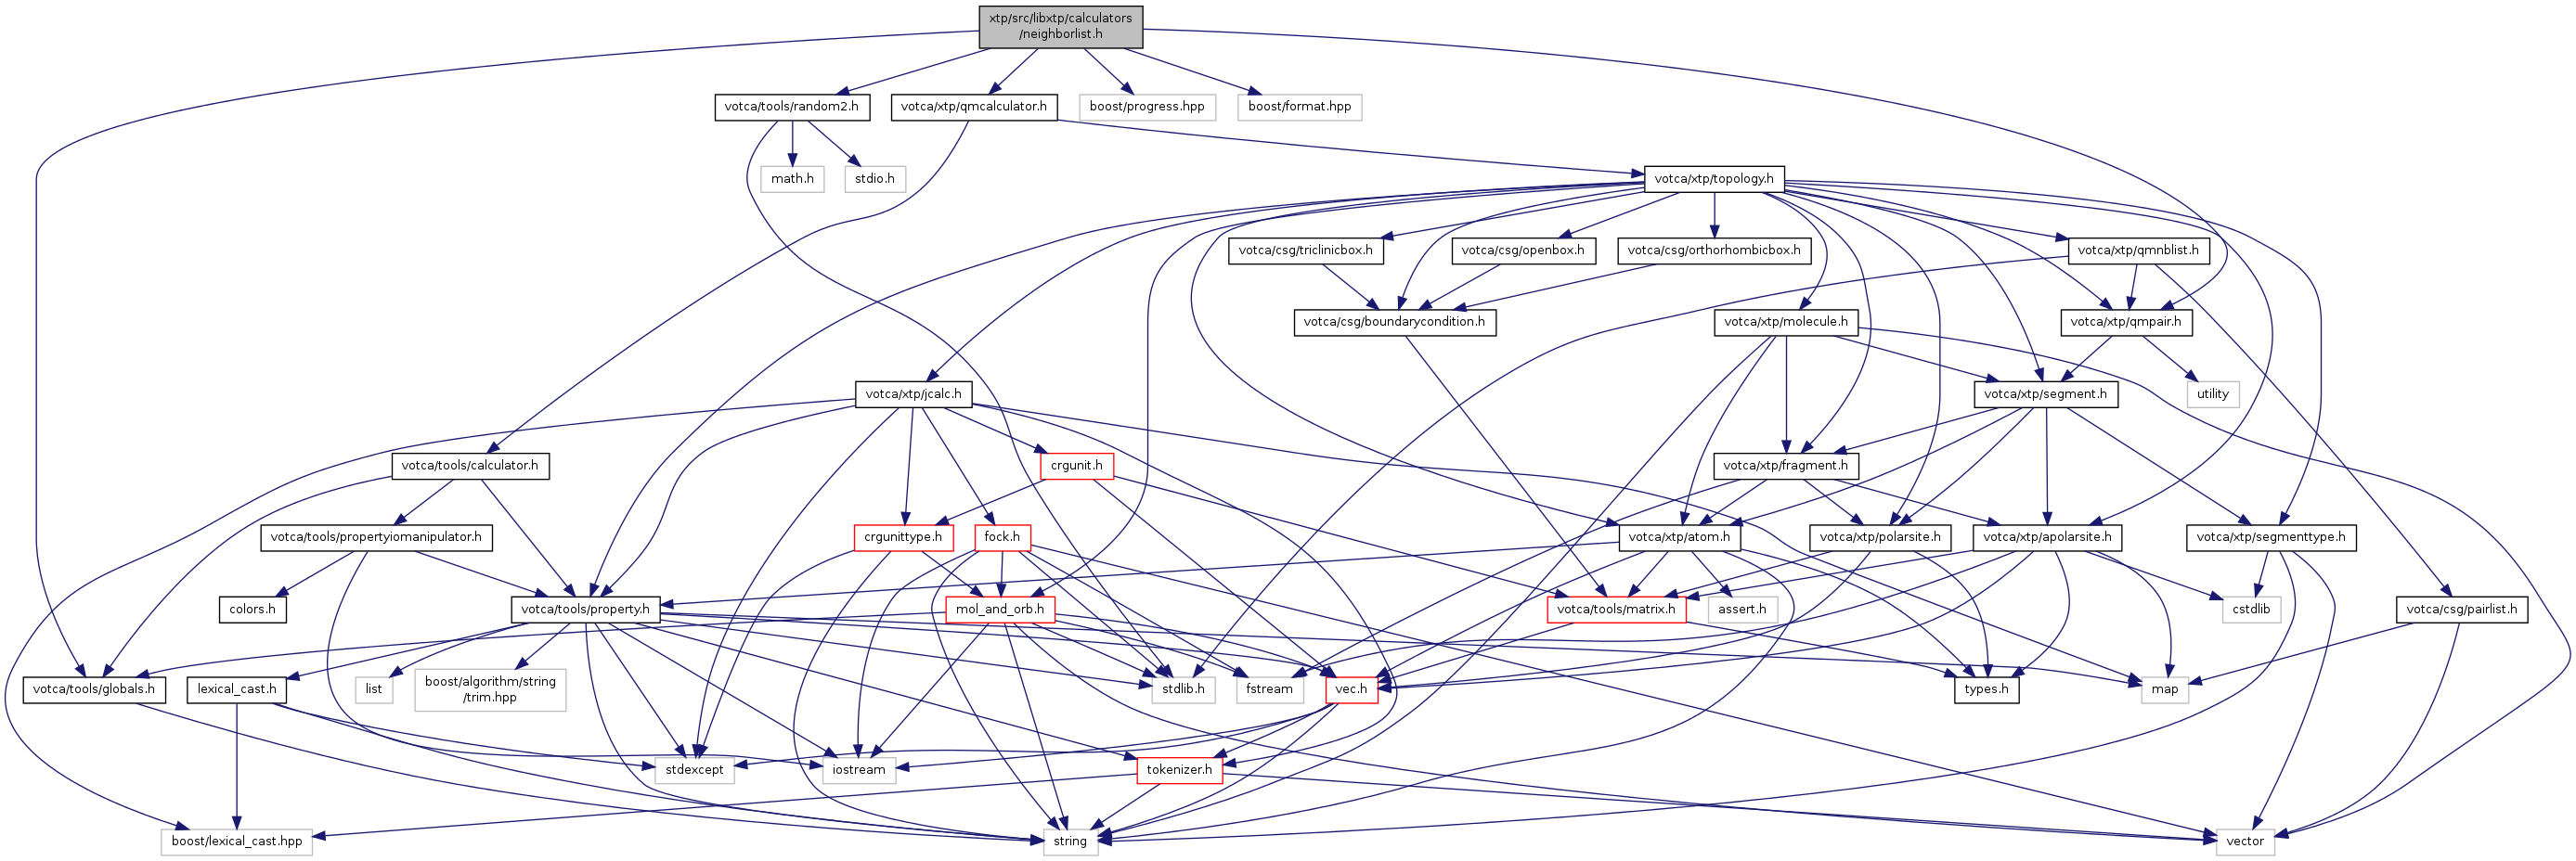 xtp/src/libxtp/calculators
/neighborlist.h
votca/tools/random2.h
votca/xtp/qmcalculator.h
boost/progress.hpp
boost/format.hpp
math.h
stdio.h
votca/xtp/topology.h
votca/csg/triclinicbox.h
votca/csg/openbox.h
votca/csg/orthorhombicbox.h
votca/xtp/qmnblist.h
votca/csg/boundarycondition.h
votca/xtp/molecule.h
votca/xtp/qmpair.h
votca/xtp/jcalc.h
votca/xtp/segment.h
utility
votca/tools/calculator.h
crgunit.h
votca/xtp/fragment.h
votca/tools/propertyiomanipulator.h
crgunittype.h
fock.h
votca/xtp/atom.h
votca/xtp/polarsite.h
votca/xtp/apolarsite.h
votca/xtp/segmenttype.h
colors.h
votca/tools/property.h
mol_and_orb.h
votca/tools/matrix.h
assert.h
cstdlib
votca/csg/pairlist.h
votca/tools/globals.h
lexical_cast.h
list
boost/algorithm/string
/trim.hpp
stdlib.h
fstream
vec.h
types.h
map
stdexcept
iostream
tokenizer.h
boost/lexical_cast.hpp
string
vector